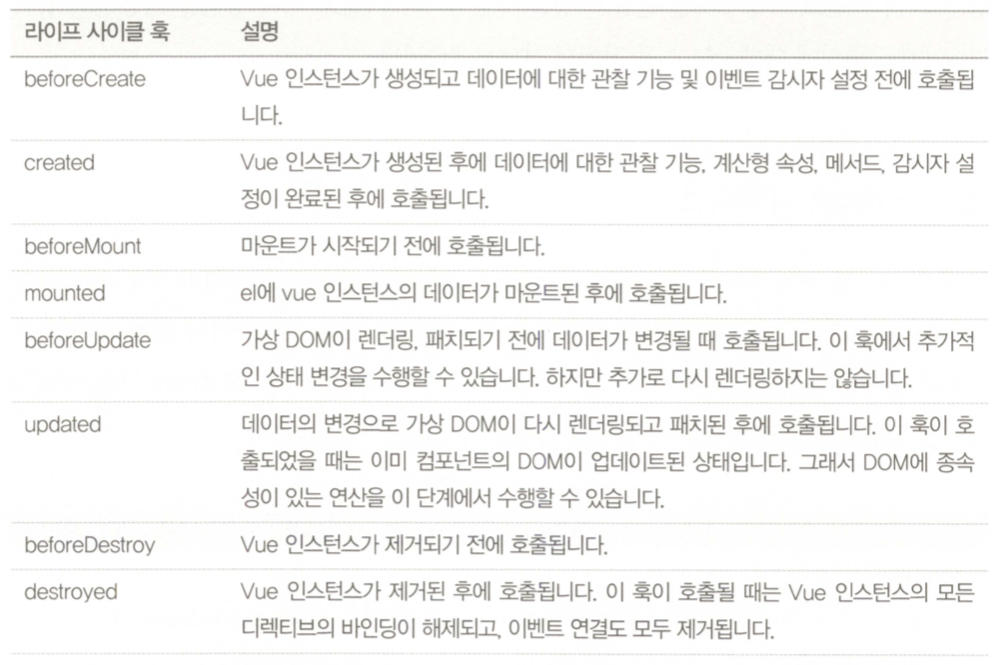 라이프 사이클 훅 설명
beforeCreate Vue 인스턴스가 생성되고 데이터에 대한 관찰 기능 및 이벤트 감시자 설정 전에 호출됩
니다.
created Vue 인스턴스가 생성된 후에 데이터에 대한 관찰 기능, 계산형 속성, 메서드, 감시자 설
정이 완료된 후에 호출됩니다.
beforeMount 마운트가 시작되기 전에 호출됩니다.
mounted el에 vue 인스턴스의 데이터가 마운트된 후에 호출됩니다.
beforeUpdate 가상 DOM이 렌더링, 패치되기 전에 데이터가 변경될 때 호출됩니다. 이 훅에서 추가적
인 상태 변경을 수행할 수 있습니다. 하지만 추가로 다시 렌더링하지는 않습니다.
updated 데이터의 변경으로 가상 DOM이 다시 렌더링되고 패치된 후에 호출됩니다. 이 훅이 호
출되었을 때는 이미 컴포넌트의 DOM이 업데이트된 상태입니다. 그래서 DOM에 종속
성이 있는 연산을 이 단계에서 수행할 수 있습니다.
beforeDestroy Vue 인스턴스가 제거되기 전에 호출됩니다.
destroyed Vue 인스턴스가 제거된 후에 호출됩니다. 이 훅이 호출될 때는 Vue 인스턴스의 모든
디렉티브의 바인딩이 해제되고, 이벤트 연결도 모두 제거됩니다.